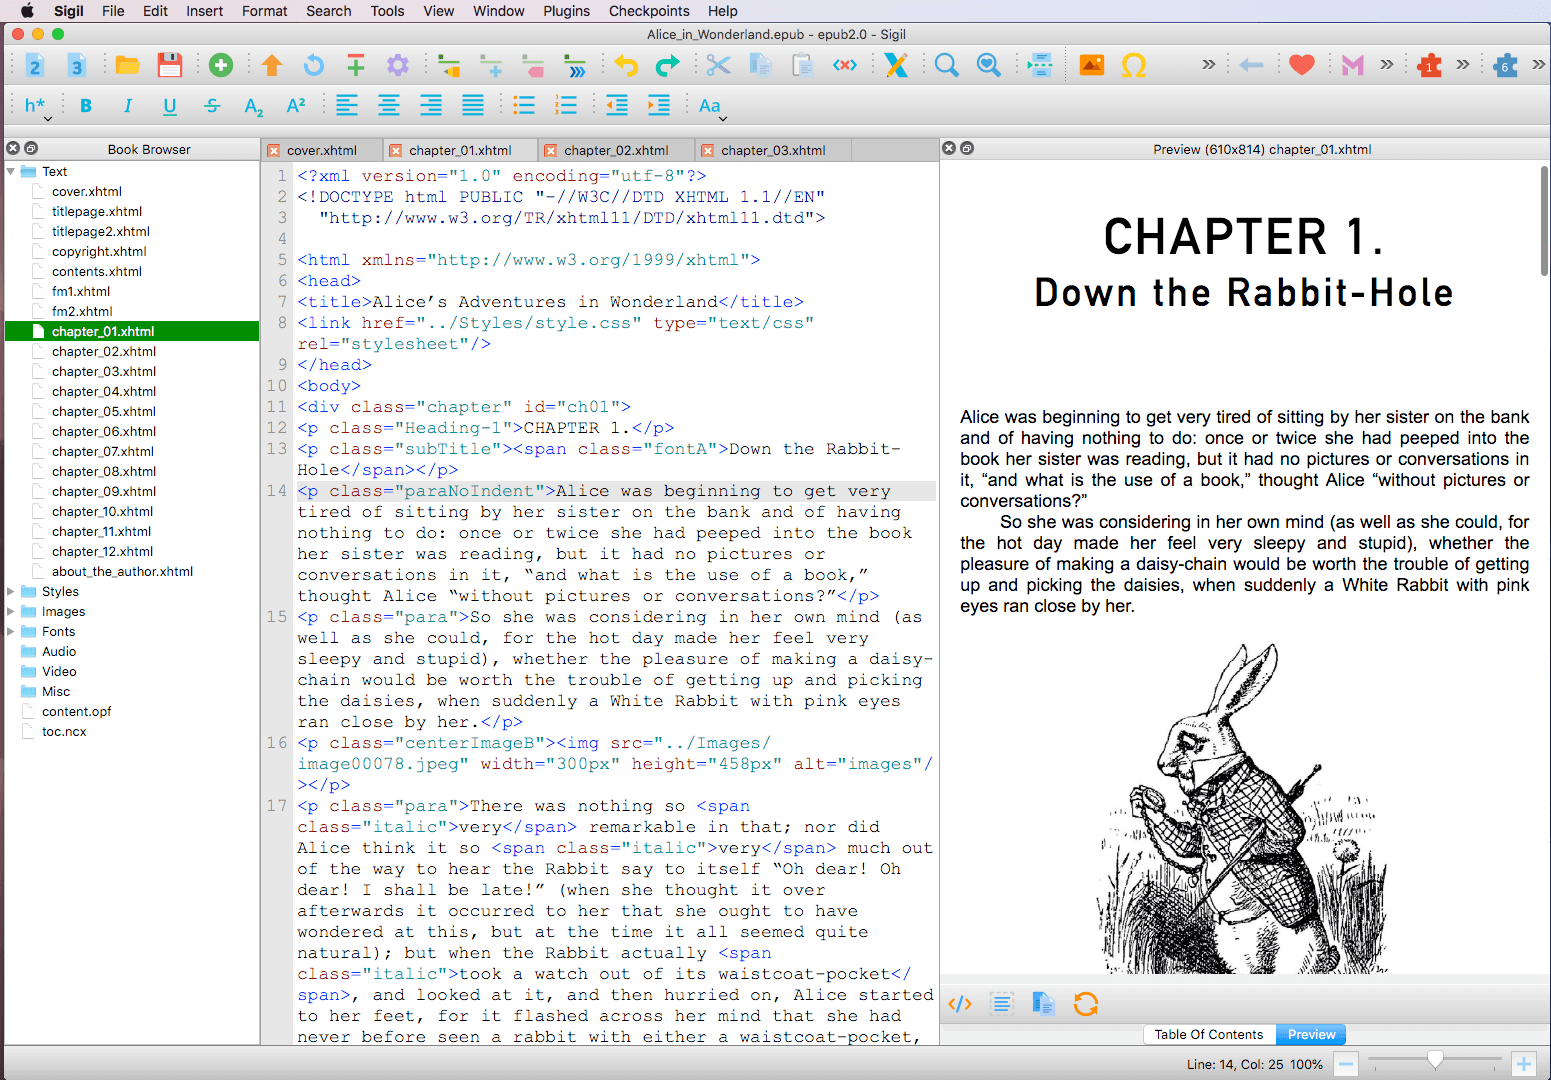 Sigil File Edit Insert Format Search Tools View Window Plugins Checkpoints Help
Alice_in_Wonderland.epub - epub2.0 - Sigil
2 3 Ω » M » 1 » 6 »
h* B I U S A2 A² Aa
Book Browser
Text
cover.xhtml
titlepage.xhtml
titlepage2.xhtml
copyright.xhtml
contents.xhtml
fm1.xhtml
fm2.xhtml
chapter_01.xhtml
chapter_02.xhtml
chapter_03.xhtml
chapter_04.xhtml
chapter_05.xhtml
chapter_06.xhtml
chapter_07.xhtml
chapter_08.xhtml
chapter_09.xhtml
chapter_10.xhtml
chapter_11.xhtml
chapter_12.xhtml
about_the_author.xhtml
Styles
Images
Fonts
Audio
Video
Misc
content.opf
toc.ncx
cover.xhtml chapter_01.xhtml chapter_02.xhtml chapter_03.xhtml
1 <?xml version="1.0" encoding="utf-8"?>
2 <!DOCTYPE html PUBLIC "-//W3C//DTD XHTML 1.1//EN"
3 "http://www.w3.org/TR/xhtml11/DTD/xhtml11.dtd">
4
5 <html xmlns="http://www.w3.org/1999/xhtml">
6 <head>
7 <title>Alice’s Adventures in Wonderland</title>
8 <link href="../Styles/style.css" type="text/css"
rel="stylesheet"/>
9 </head>
10 <body>
11 <div class="chapter" id="ch01">
12 <p class="Heading-1">CHAPTER 1.</p>
13 <p class="subTitle"><span class="fontA">Down the Rabbit-
Hole</span></p>
14 <p class="paraNoIndent">Alice was beginning to get very
tired of sitting by her sister on the bank and of having
nothing to do: once or twice she had peeped into the book
her sister was reading, but it had no pictures or
conversations in it, “and what is the use of a book,”
thought Alice “without pictures or conversations?”</p>
15 <p class="para">So she was considering in her own mind (as
well as she could, for the hot day made her feel very
sleepy and stupid), whether the pleasure of making a daisy-
chain would be worth the trouble of getting up and picking
the daisies, when suddenly a White Rabbit with pink eyes
ran close by her.</p>
16 <p class="centerImageB"><img src="../Images/
image00078.jpeg" width="300px" height="458px" alt="images"/
></p>
17 <p class="para">There was nothing so <span
class="italic">very</span> remarkable in that; nor did
Alice think it so <span class="italic">very</span> much out
of the way to hear the Rabbit say to itself “Oh dear! Oh
dear! I shall be late!” (when she thought it over
afterwards it occurred to her that she ought to have
wondered at this, but at the time it all seemed quite
natural); but when the Rabbit actually <span
class="italic">took a watch out of its waistcoat-pocket</
span>, and looked at it, and then hurried on, Alice started
to her feet, for it flashed across her mind that she had
never before seen a rabbit with either a waistcoat-pocket,
Preview (610x814) chapter_01.xhtml
CHAPTER 1.
Down the Rabbit-Hole
Alice was beginning to get very tired of sitting by her sister on the bank
and of having nothing to do: once or twice she had peeped into the
book her sister was reading, but it had no pictures or conversations in
it, “and what is the use of a book,” thought Alice “without pictures or
conversations?”
So she was considering in her own mind (as well as she could, for
the hot day made her feel very sleepy and stupid), whether the
pleasure of making a daisy-chain would be worth the trouble of getting
up and picking the daisies, when suddenly a White Rabbit with pink
eyes ran close by her.
</>
Table Of Contents Preview
Line: 14, Col: 25 100%